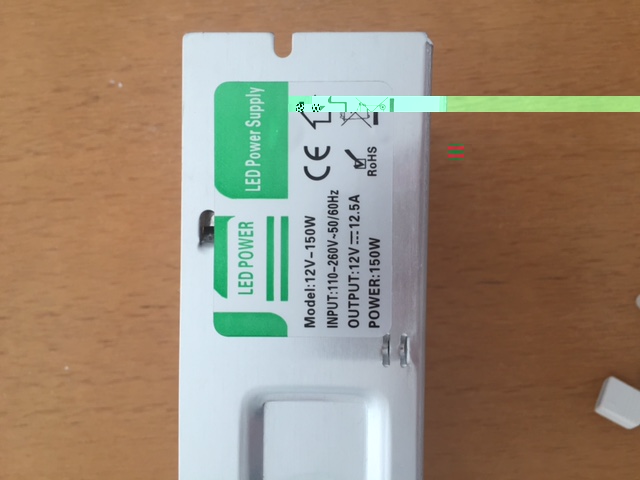 LED Power Supply
LED POWER
CE
RoHS
Model:12V-150W
INPUT:110-260V~50/60Hz
OUTPUT:12V⎓12.5A
POWER:150W